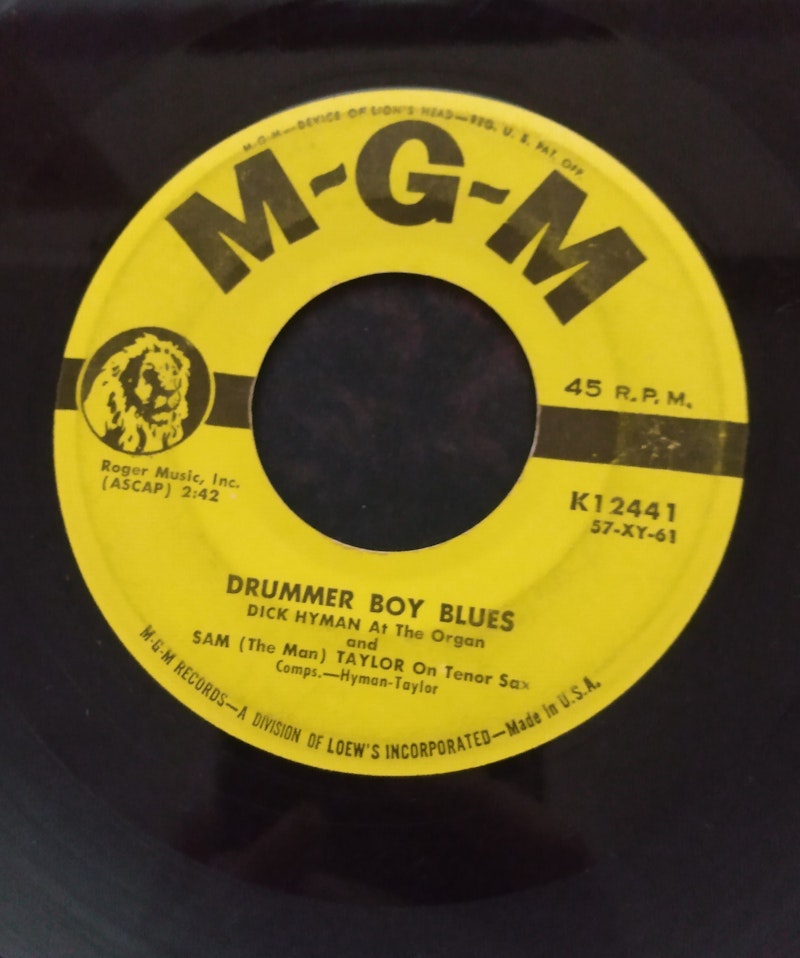 M-G-M—DEVICE OF LION'S HEAD—REG. U. S. PAT. OFF.
M-G-M
45 R.P.M.
Roger Music, Inc.
(ASCAP) 2:42
K12441
57-XY-61
DRUMMER BOY BLUES
DICK HYMAN At The Organ
and
SAM (The Man) TAYLOR On Tenor Sax
Comps.—Hyman-Taylor
M-G-M RECORDS—A DIVISION OF LOEW'S INCORPORATED—Made in U.S.A.